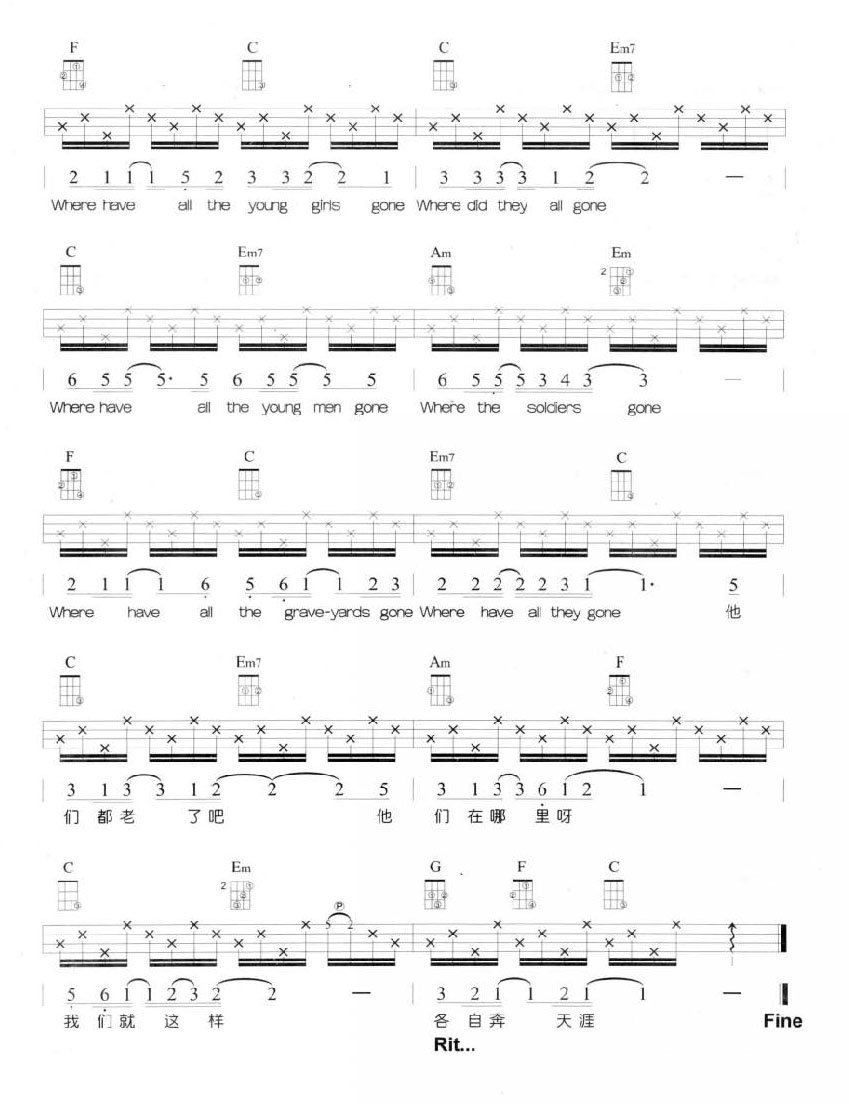 F C C Em7
2 1 1 1 5 2 3 3 2 2 1 3 3 3 3 1 2 2 —
Where have all the young girls gone Where did they all gone
C Em7 Am Em
2
6 5 5 5· 5 6 5 5 5 5 6 5 5 5 3 4 3 3 —
Where have all the young men gone Where the soldiers gone
F C Em7 C
2 1 1 1 6 5 6 1 1 2 3 2 2 2 2 2 3 1 1· 5
Where have all the grave-yards gone Where have all they gone 他
C Em7 Am F
3 1 3 3 1 2 2 2 5 3 1 3 3 6 1 2 1 —
们 都 老 了 吧 他 们 在 哪 里 呀
C Em G F C
2
P
5 2
5 6 1 1 2 3 2 2 — 3 2 1 1 2 1 1 —
我 们 就 这 样 各 自 奔 天 涯 Fine
Rit...